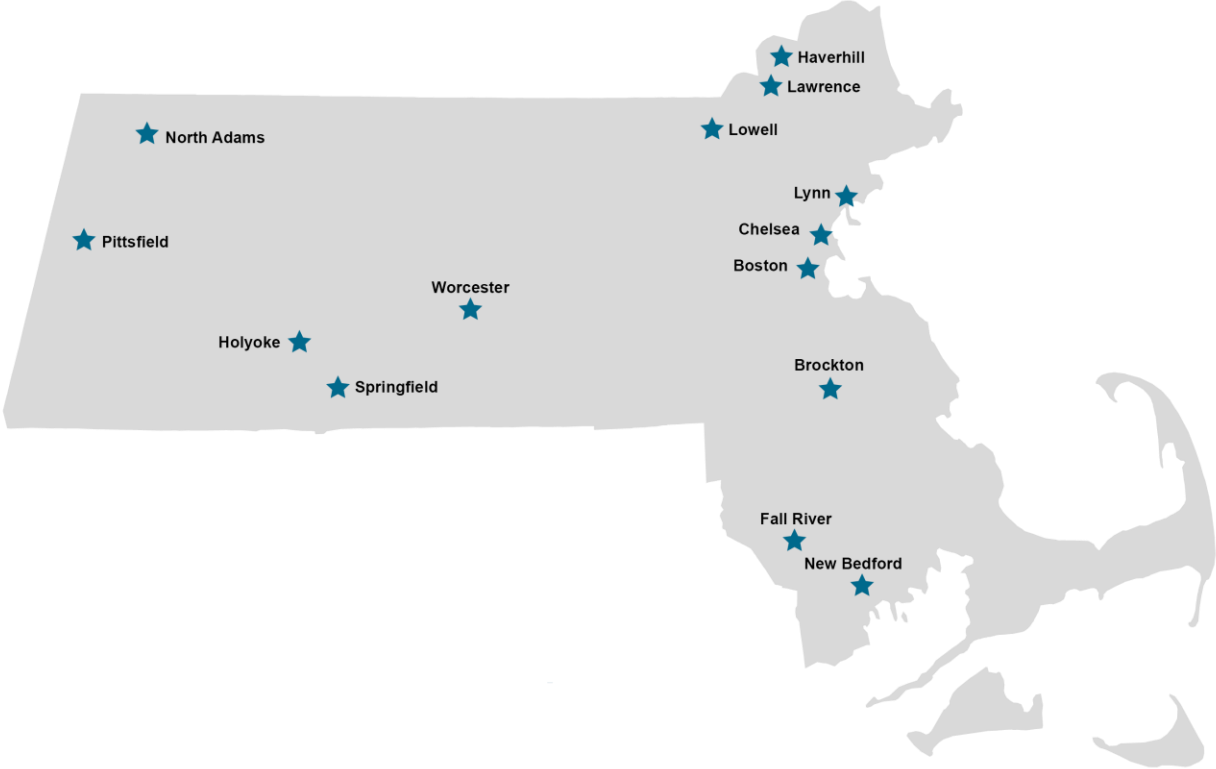 Haverhill
Lawrence
Lowell
North Adams
Lynn
Chelsea
Pittsfield
Boston
Worcester
Holyoke
Brockton
Springfield
Fall River
New Bedford